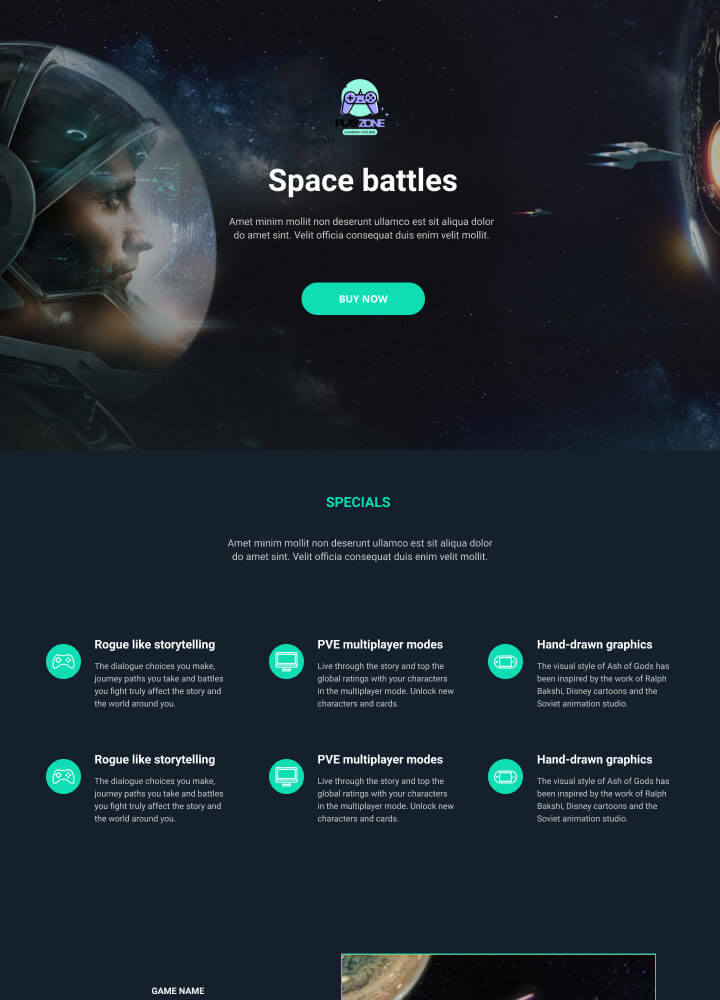 PLAYZONE
Space battles
Amet minim mollit non deserunt ullamco est sit aliqua dolor
do amet sint. Velit officia consequat duis enim velit mollit.
BUY NOW
SPECIALS
Amet minim mollit non deserunt ullamco est sit aliqua dolor
do amet sint. Velit officia consequat duis enim velit mollit.
Rogue like storytelling
The dialogue choices you make,
journey paths you take and battles
you fight truly affect the story and
the world around you.
PVE multiplayer modes
Live through the story and top the
global ratings with your characters
in the multiplayer mode. Unlock new
characters and cards.
Hand-drawn graphics
The visual style of Ash of Gods has
been inspired by the work of Ralph
Bakshi, Disney cartoons and the
Soviet animation studio.
Rogue like storytelling
The dialogue choices you make,
journey paths you take and battles
you fight truly affect the story and
the world around you.
PVE multiplayer modes
Live through the story and top the
global ratings with your characters
in the multiplayer mode. Unlock new
characters and cards.
Hand-drawn graphics
The visual style of Ash of Gods has
been inspired by the work of Ralph
Bakshi, Disney cartoons and the
Soviet animation studio.
GAME NAME